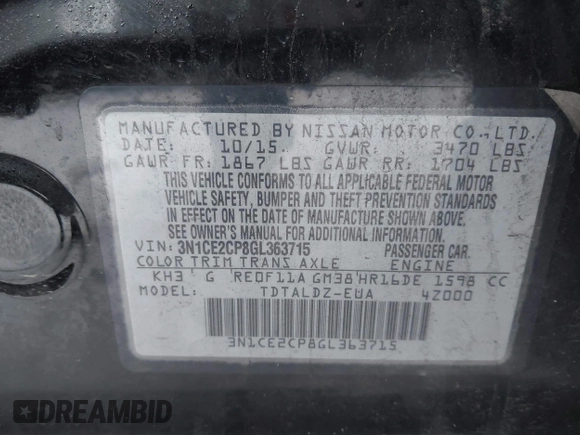 MANUFACTURED BY NISSAN MOTOR CO.,LTD.
DATE: 10/15 GVWR: 3470 LBS
GAWR FR: 1867 LBS GAWR RR: 1704 LBS
THIS VEHICLE CONFORMS TO ALL APPLICABLE FEDERAL MOTOR
VEHICLE SAFETY, BUMPER AND THEFT PREVENTION STANDARDS
IN EFFECT ON THE DATE OF MANUFACTURE SHOWN ABOVE.
SEE OWNER'S MANUAL FOR ADDITIONAL INFORMATION.
VIN: 3N1CE2CP8GL363715 PASSENGER CAR.
COLOR TRIM TRANS AXLE ENGINE
KH3 G RE0F11A GM38 HR16DE 1598 CC
MODEL: TDTALDZ-EUA 4Z000
3N1CE2CP8GL363715
DREAMBID